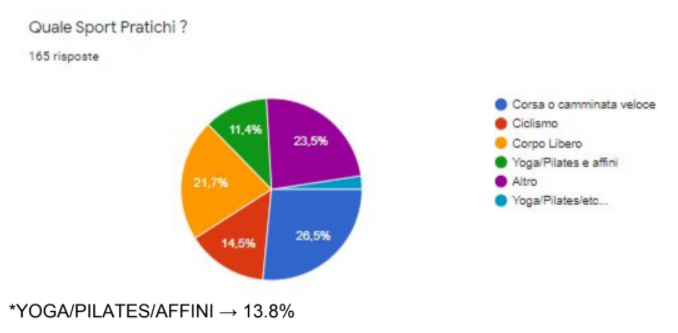 Quale Sport Pratichi ?
165 risposte
11,4%
23,5%
21,7%
14,5%
26,5%
Corsa o camminata veloce
Ciclismo
Corpo Libero
Yoga/Pilates e affini
Altro
Yoga/Pilates/etc...
*YOGA/PILATES/AFFINI → 13.8%